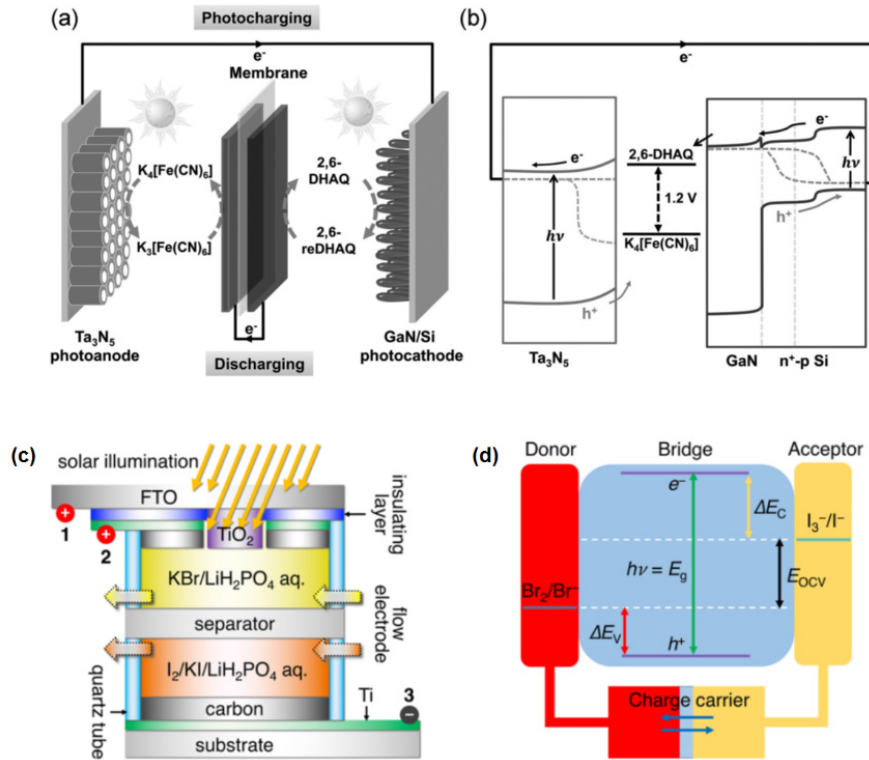 (a)
Photocharging
e⁻
Membrane
K₄[Fe(CN)₆]
K₃[Fe(CN)₆]
2,6-
DHAQ
2,6-
reDHAQ
Ta₃N₅
photoanode
e⁻
Discharging
GaN/Si
photocathode
(b)
e⁻
e⁻
hν
h⁺
2,6-DHAQ
1.2 V
K₄[Fe(CN)₆]
e⁻
hν
h⁺
Ta₃N₅
GaN
n⁺-p Si
(c)
solar illumination
FTO
insulating
layer
+
1
+
2
TiO₂
KBr/LiH₂PO₄ aq.
flow
electrode
separator
I₂/KI/LiH₂PO₄ aq.
quartz tube
carbon
Ti
3
−
substrate
(d)
Donor
Bridge
Acceptor
e⁻
ΔE_C
I₃⁻/I⁻
hν = E_g
E_OCV
Br₂/Br⁻
ΔE_V
h⁺
Charge carrier